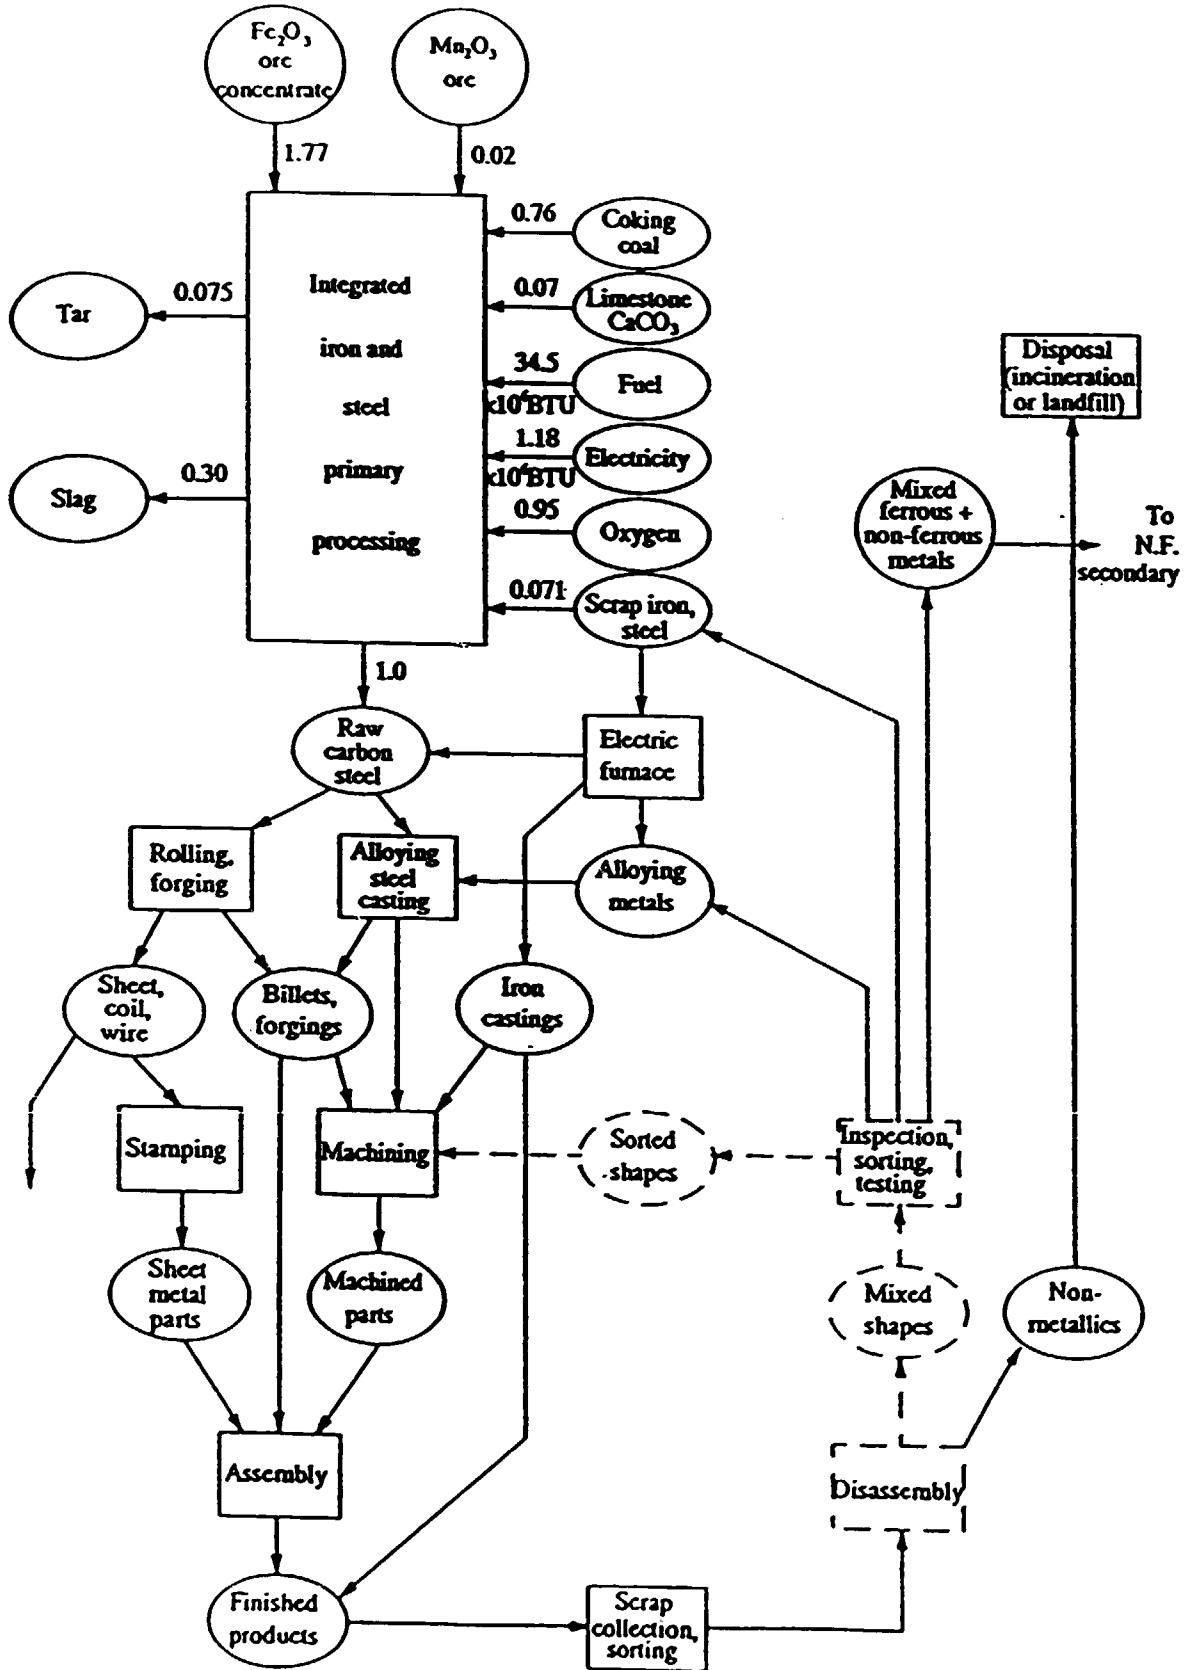 Fe₂O₃
ore
concentrate
Mn₂O₃
ore
1.77
0.02
0.76
Coking
coal
0.07
Limestone
CaCO₃
34.5
x10⁶BTU
Fuel
1.18
x10⁶BTU
Electricity
0.95
Oxygen
0.071
Scrap iron,
steel
Integrated
iron and
steel
primary
processing
0.075
Tar
0.30
Slag
1.0
Disposal
(incineration
or landfill)
Mixed
ferrous +
non-ferrous
metals
To
N.F.
secondary
Raw
carbon
steel
Electric
furnace
Rolling,
forging
Alloying
steel
casting
Alloying
metals
Sheet,
coil,
wire
Billets,
forgings
Iron
castings
Stamping
Machining
Sorted
shapes
Inspection,
sorting,
testing
Sheet
metal
parts
Machined
parts
Mixed
shapes
Non-
metallics
Assembly
Disassembly
Finished
products
Scrap
collection,
sorting